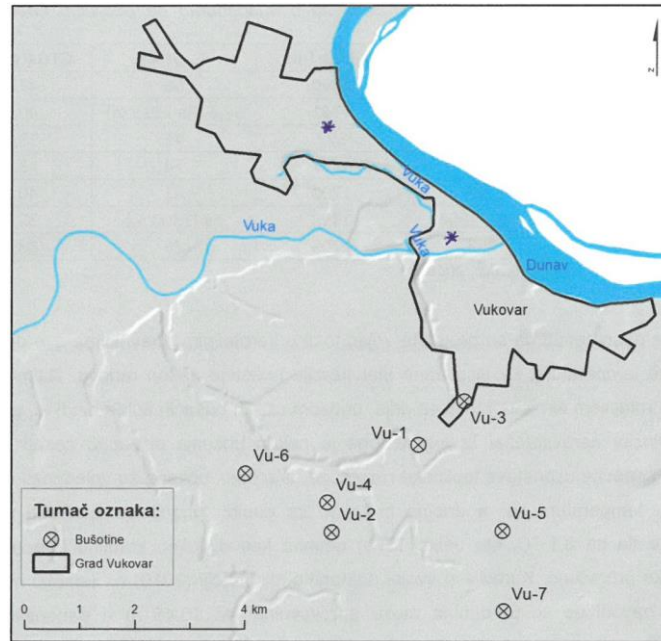 z
Vuka
Vuka
Vuka
Dunav
Vukovar
Vu-3
Vu-1
Vu-6
Vu-4
Vu-2
Vu-5
Vu-7
Tumač oznaka:
Bušotine
Grad Vukovar
0 1 2 4 km